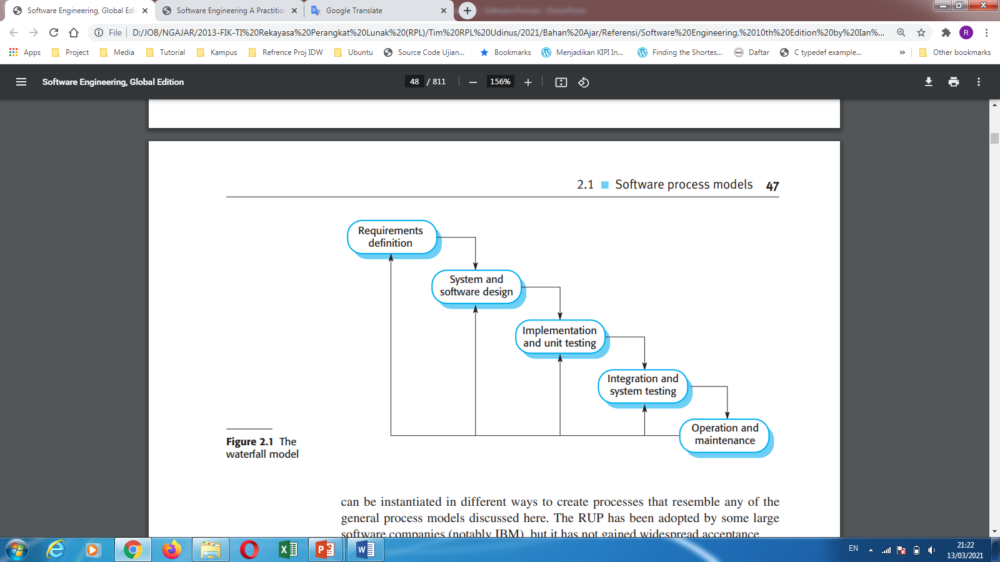 Software Engineering, Global Edi
Software Engineering A Practitio
Google Translate
File
D:/JOB/NGAJAR/2013-FIK-TI%20Rekayasa%20Perangkat%20Lunak%20(RPL)/Tim%20RPL%20Udinus/2021/Bahan%20Ajar/Referensi/Software%20Engineering,%2010th%20Edition%20by%20Ian%...
R
Apps
Project
Media
Tutorial
Kampus
Refrence Proj IDW
Ubuntu
Source Code Ujian...
Bookmarks
Menjadikan KIPI In...
Finding the Shortes...
Daftar
C typedef example...
»
Other bookmarks
Software Engineering, Global Edition
48 / 811
156%
2.1 Software process models 47
Requirements
definition
System and
software design
Implementation
and unit testing
Integration and
system testing
Operation and
maintenance
Figure 2.1 The
waterfall model
can be instantiated in different ways to create processes that resemble any of the
general process models discussed here. The RUP has been adopted by some large
software companies (notably IBM), but it has not gained widespread acceptance.
EN
21:22
13/03/2021